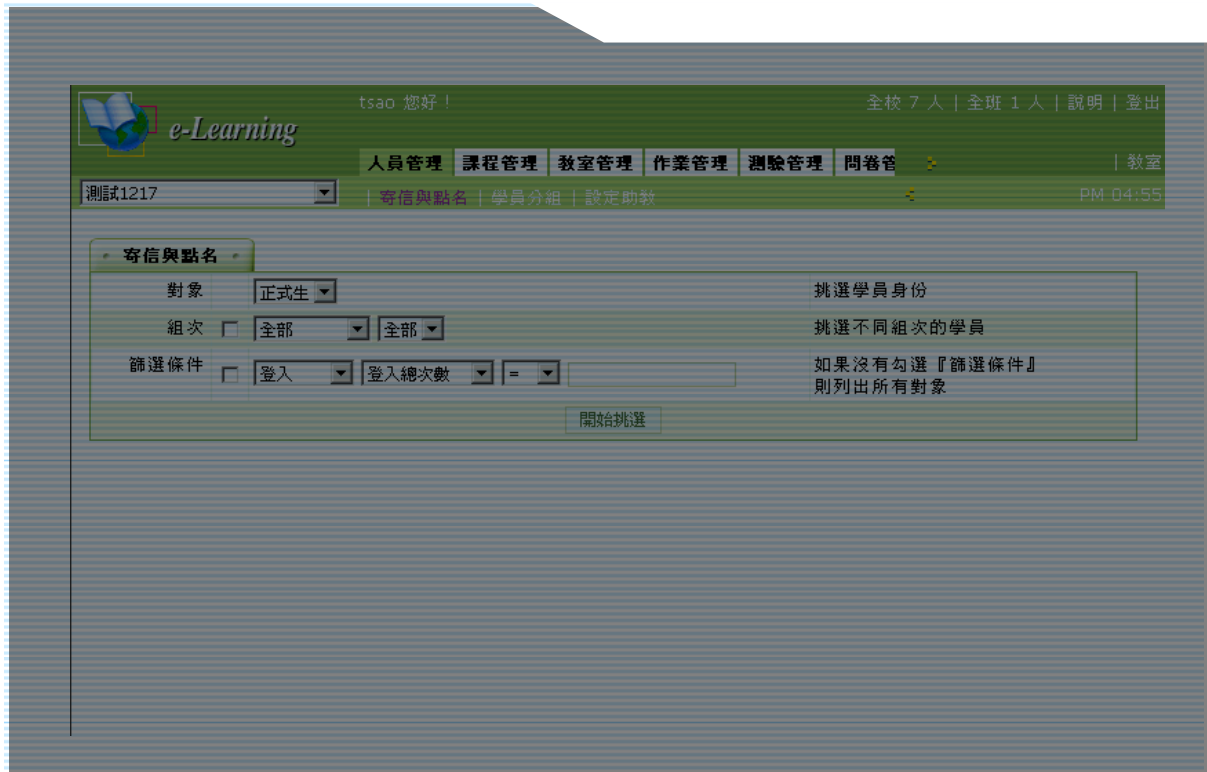 tsao 您好！ 全校 7 人 | 全班 1 人 | 說明 | 登出
e-Learning
人員管理 課程管理 教室管理 作業管理 測驗管理 問卷管 | 教室
測試1217 | 寄信與點名 | 學員分組 | 設定助教 PM 04:55
寄信與點名
對象 正式生 挑選學員身份
組次 全部 全部 挑選不同組次的學員
篩選條件 登入 登入總次數 = 如果沒有勾選『篩選條件』
則列出所有對象
開始挑選